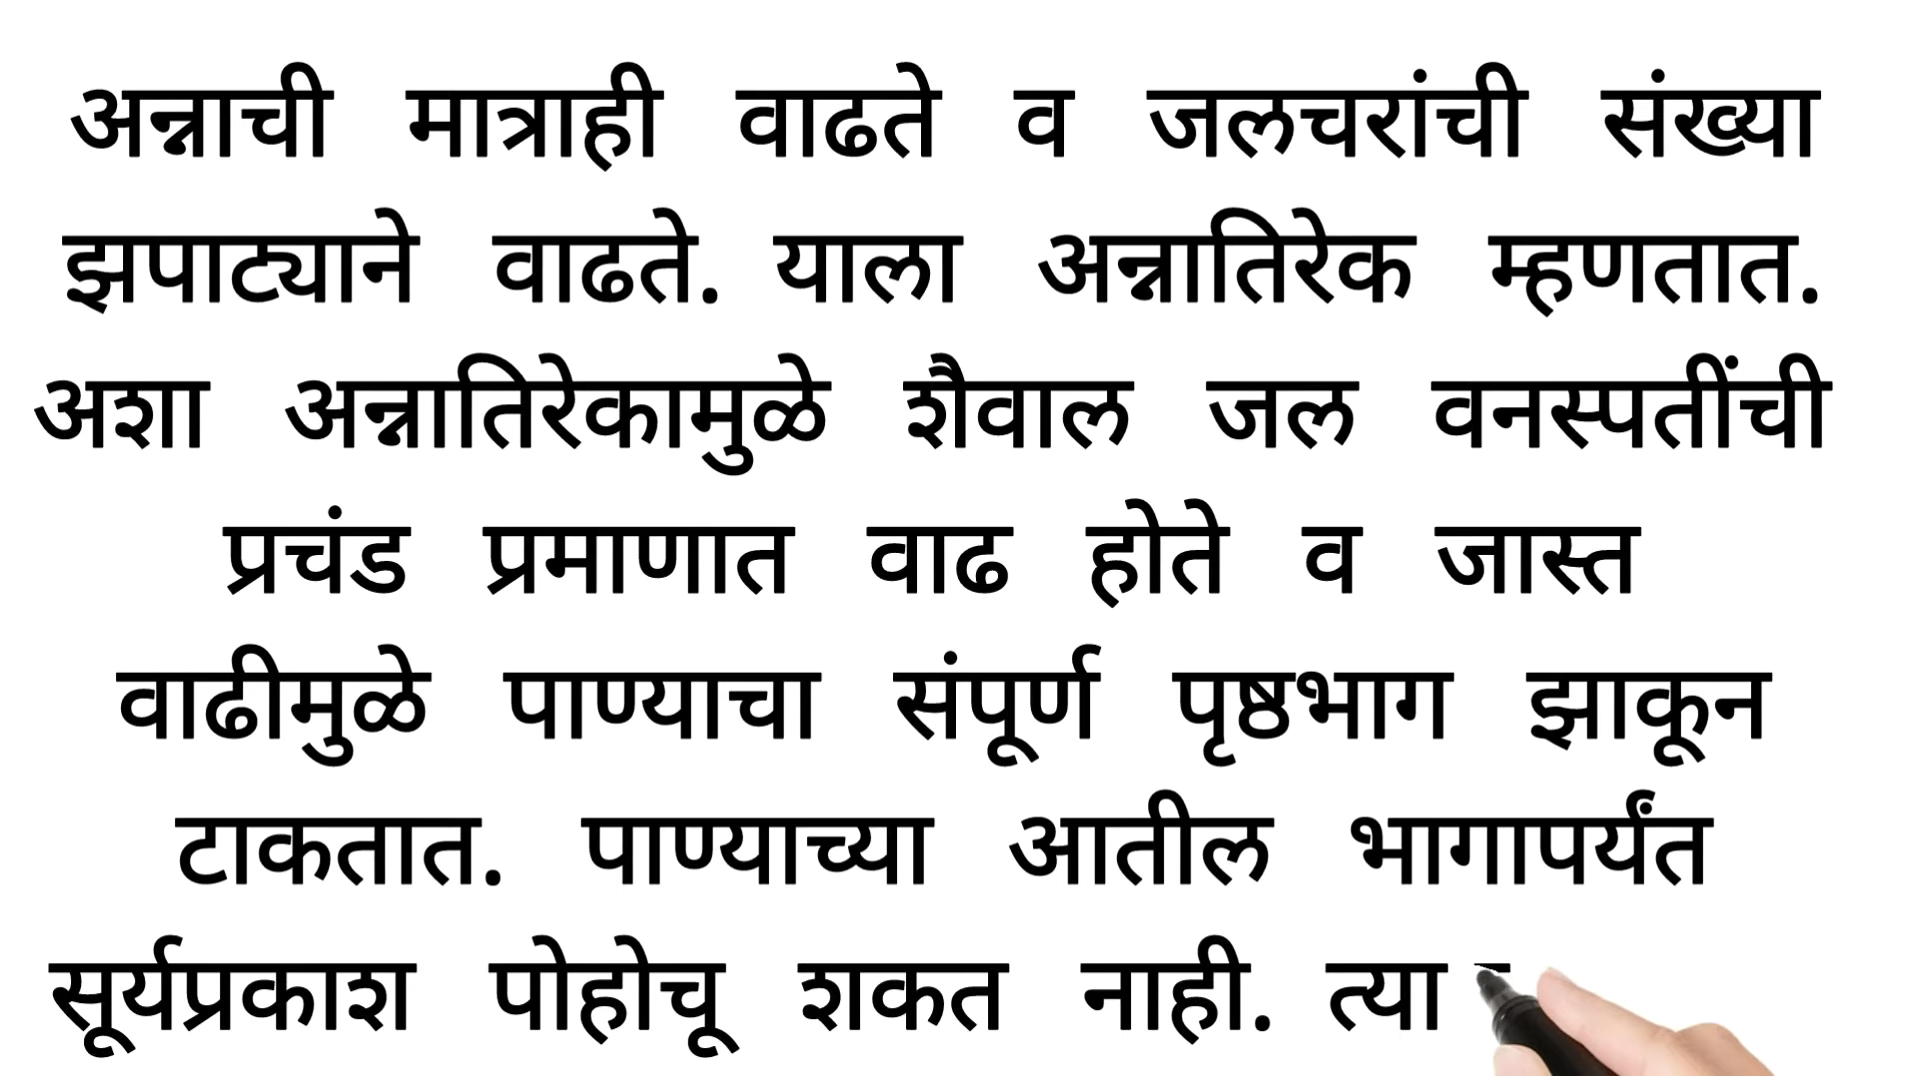 अन्नाची मात्राही वाढते व जलचरांची संख्या
झपाट्याने वाढते. याला अन्नातिरेक म्हणतात.
अशा अन्नातिरेकामुळे शैवाल जल वनस्पतींची
प्रचंड प्रमाणात वाढ होते व जास्त
वाढीमुळे पाण्याचा संपूर्ण पृष्ठभाग झाकून
टाकतात. पाण्याच्या आतील भागापर्यंत
सूर्यप्रकाश पोहोचू शकत नाही. त्या